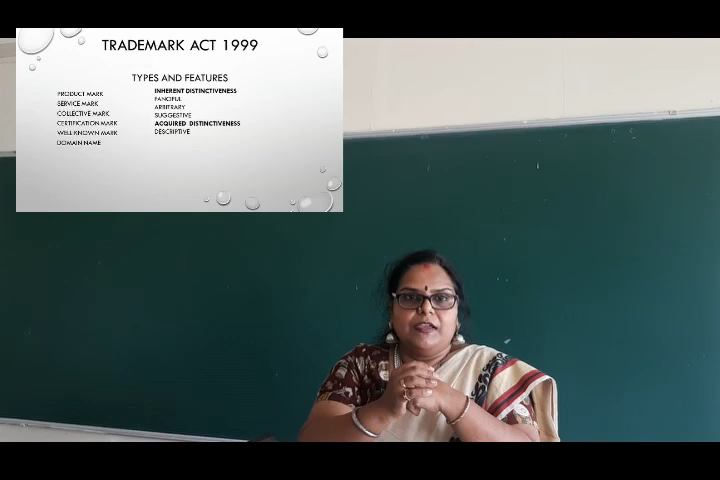 TRADEMARK ACT 1999
TYPES AND FEATURES
PRODUCT MARK
SERVICE MARK
COLLECTIVE MARK
CERTIFICATION MARK
WELL KNOWN MARK
DOMAIN NAME
INHERENT DISTINCTIVENESS
FANCIFUL
ARBITRARY
SUGGESTIVE
ACQUIRED DISTINCTIVENESS
DESCRIPTIVE